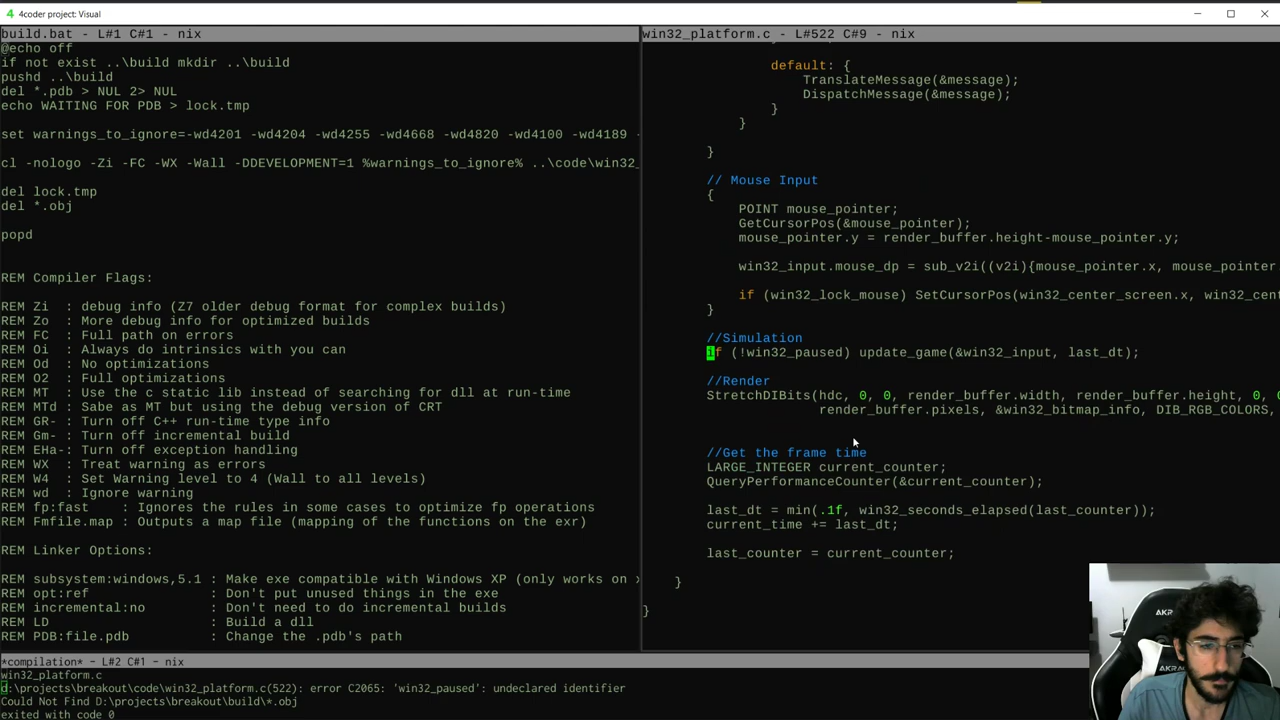 4 4coder project: Visual
build.bat - L#1 C#1 - nix
@echo off
if not exist ..\build mkdir ..\build
pushd ..\build
del *.pdb > NUL 2> NUL
echo WAITING FOR PDB > lock.tmp
set warnings_to_ignore=-wd4201 -wd4204 -wd4255 -wd4668 -wd4820 -wd4100 -wd4189 -
cl -nologo -Zi -FC -WX -Wall -DDEVELOPMENT=1 %warnings_to_ignore% ..\code\win32_
del lock.tmp
del *.obj
popd
REM Compiler Flags:
REM Zi  : debug info (Z7 older debug format for complex builds)
REM Zo  : More debug info for optimized builds
REM FC  : Full path on errors
REM Oi  : Always do intrinsics with you can
REM Od  : No optimizations
REM O2  : Full optimizations
REM MT  : Use the c static lib instead of searching for dll at run-time
REM MTd : Sabe as MT but using the debug version of CRT
REM GR- : Turn off C++ run-time type info
REM Gm- : Turn off incremental build
REM EHa-: Turn off exception handling
REM WX  : Treat warning as errors
REM W4  : Set Warning level to 4 (Wall to all levels)
REM wd  : Ignore warning
REM fp:fast    : Ignores the rules in some cases to optimize fp operations
REM Fmfile.map : Outputs a map file (mapping of the functions on the exr)
REM Linker Options:
REM subsystem:windows,5.1 : Make exe compatible with Windows XP (only works on x
REM opt:ref               : Don't put unused things in the exe
REM incremental:no        : Don't need to do incremental builds
REM LD                    : Build a dll
REM PDB:file.pdb          : Change the .pdb's path
win32_platform.c - L#522 C#9 - nix
default: {
TranslateMessage(&message);
DispatchMessage(&message);
}
}
}
// Mouse Input
{
POINT mouse_pointer;
GetCursorPos(&mouse_pointer);
mouse_pointer.y = render_buffer.height-mouse_pointer.y;
win32_input.mouse_dp = sub_v2i((v2i){mouse_pointer.x, mouse_pointer
if (win32_lock_mouse) SetCursorPos(win32_center_screen.x, win32_cen
}
//Simulation
if (!win32_paused) update_game(&win32_input, last_dt);
//Render
StretchDIBits(hdc, 0, 0, render_buffer.width, render_buffer.height, 0, 0
render_buffer.pixels, &win32_bitmap_info, DIB_RGB_COLORS,
//Get the frame time
LARGE_INTEGER current_counter;
QueryPerformanceCounter(&current_counter);
last_dt = min(.1f, win32_seconds_elapsed(last_counter));
current_time += last_dt;
last_counter = current_counter;
}
}
*compilation* - L#2 C#1 - nix
win32_platform.c
d:\projects\breakout\code\win32_platform.c(522): error C2065: 'win32_paused': undeclared identifier
Could Not Find D:\projects\breakout\build\*.obj
exited with code 0